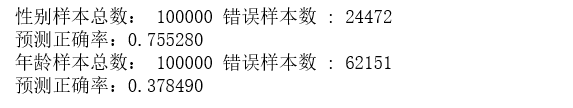 性别样本总数: 100000 错误样本数 : 24472
预测正确率:0.755280
年龄样本总数: 100000 错误样本数 : 62151
预测正确率:0.378490